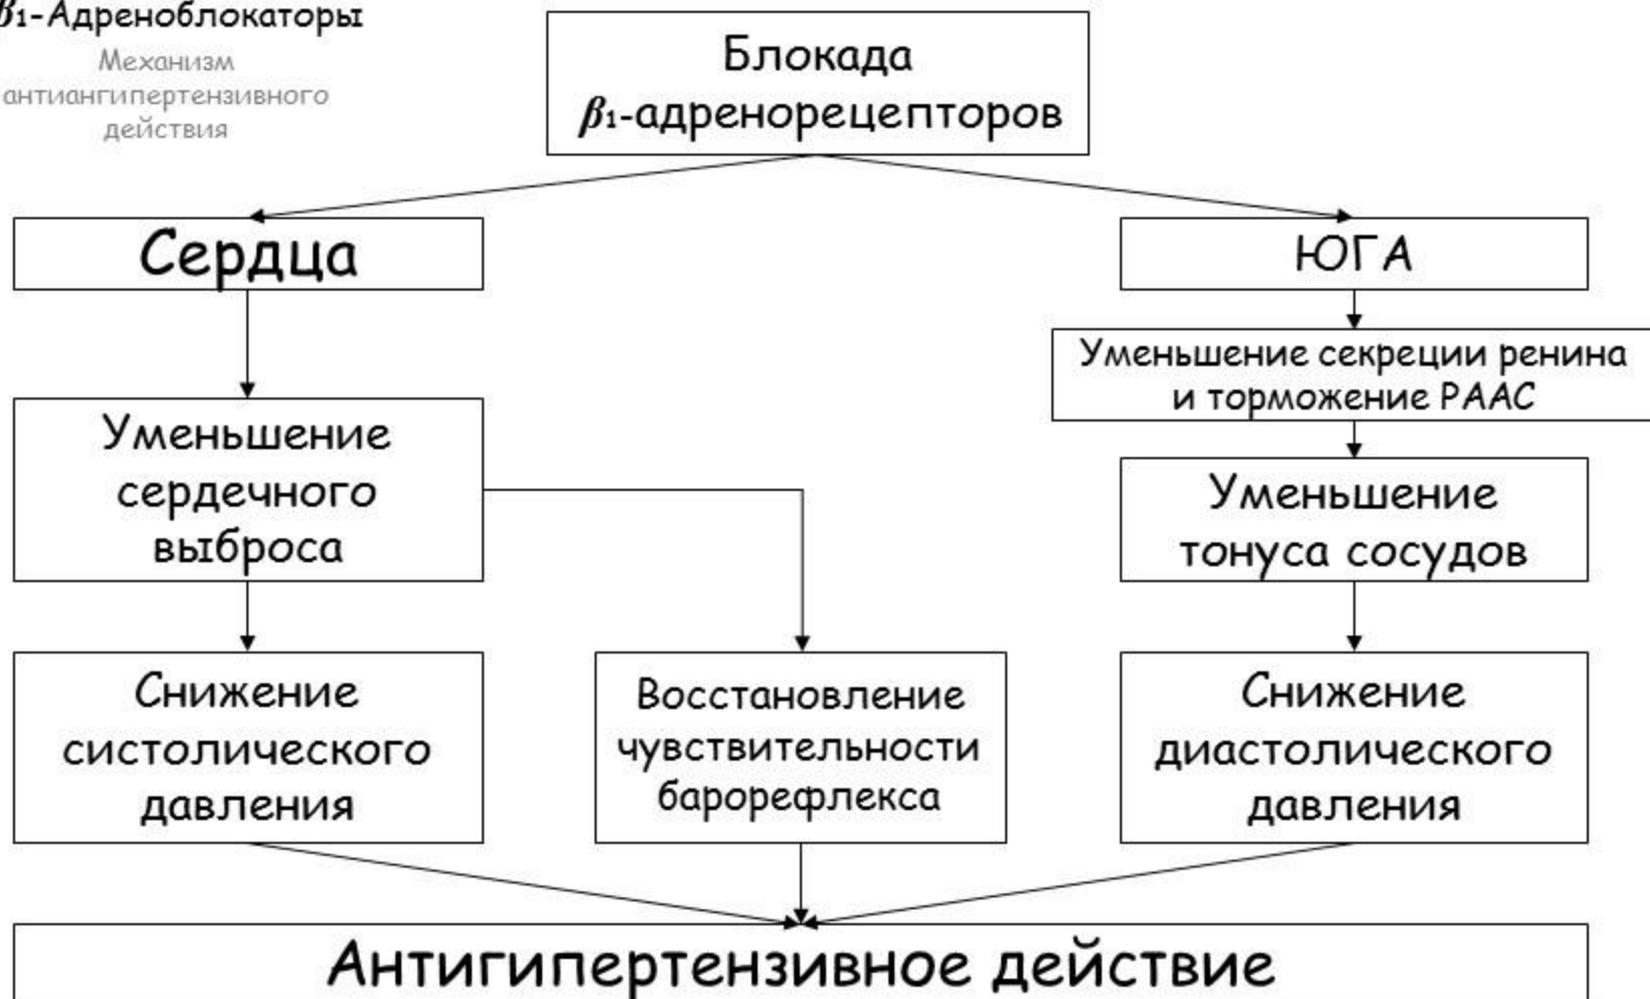 β1-Адреноблокаторы
Механизм
антиангипертензивного
действия
Блокада
β1-адренорецепторов
Сердца
ЮГА
Уменьшение секреции ренина
и торможение РААС
Уменьшение
сердечного
выброса
Уменьшение
тонуса сосудов
Снижение
систолического
давления
Восстановление
чувствительности
барорефлекса
Снижение
диастолического
давления
Антигипертензивное действие